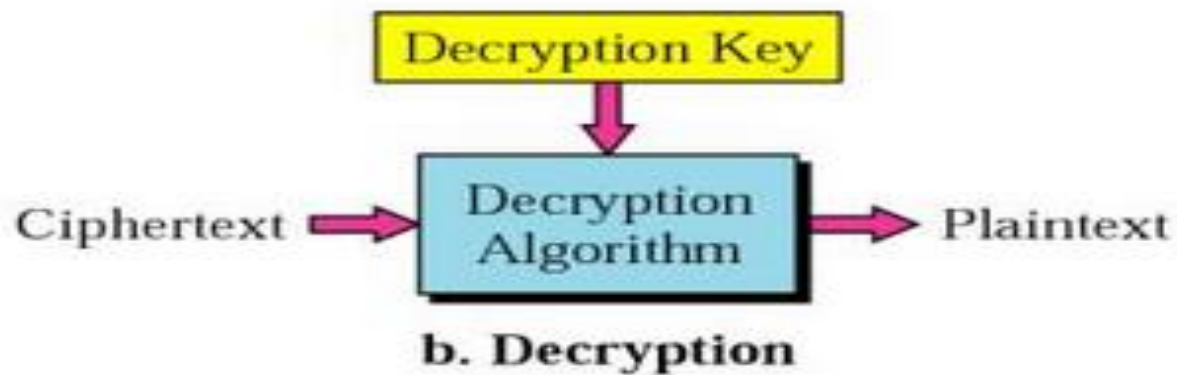 Decryption Key
Ciphertext
Decryption
Algorithm
Plaintext
b. Decryption